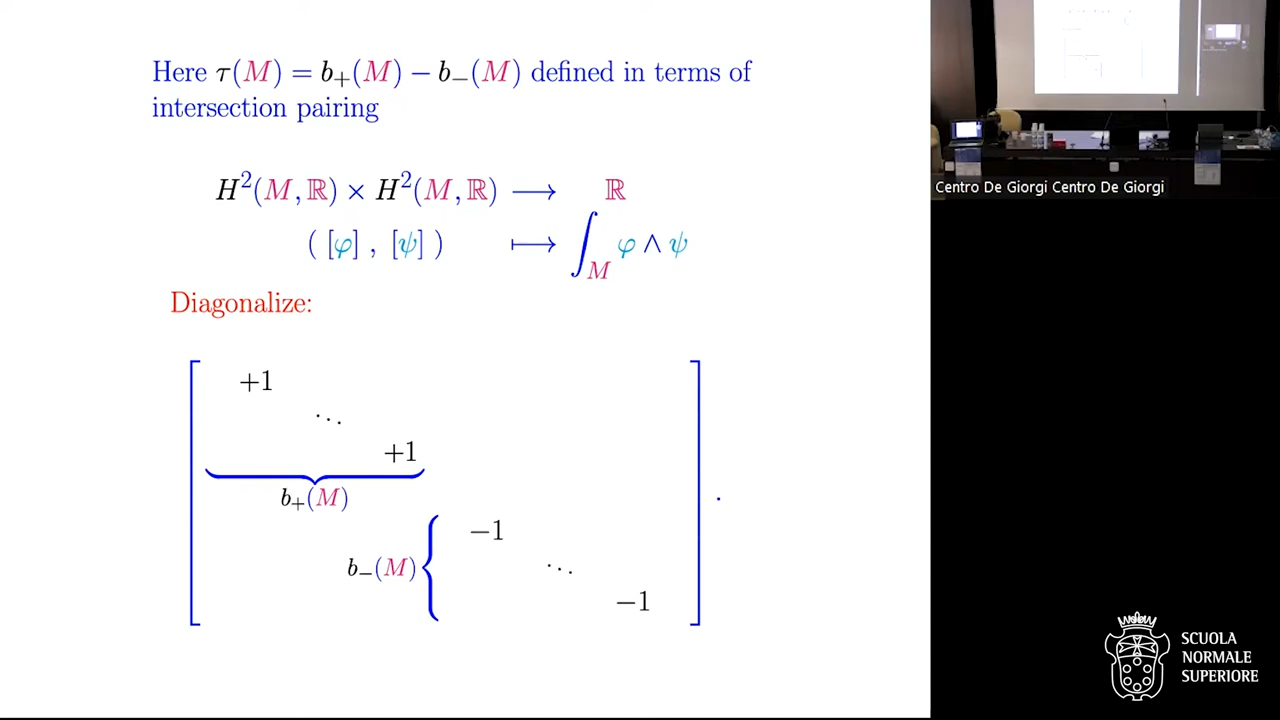 Here τ(M) = b₊(M) − b₋(M) defined in terms of
intersection pairing
H²(M,ℝ) × H²(M,ℝ) ⟶ ℝ
( [φ] , [ψ] ) ⟼ ∫_M φ ∧ ψ
Diagonalize:
+1
⋱
+1
b₊(M)
.
−1
b₋(M)
⋱
−1
Centro De Giorgi Centro De Giorgi
SCUOLA
NORMALE
SUPERIORE